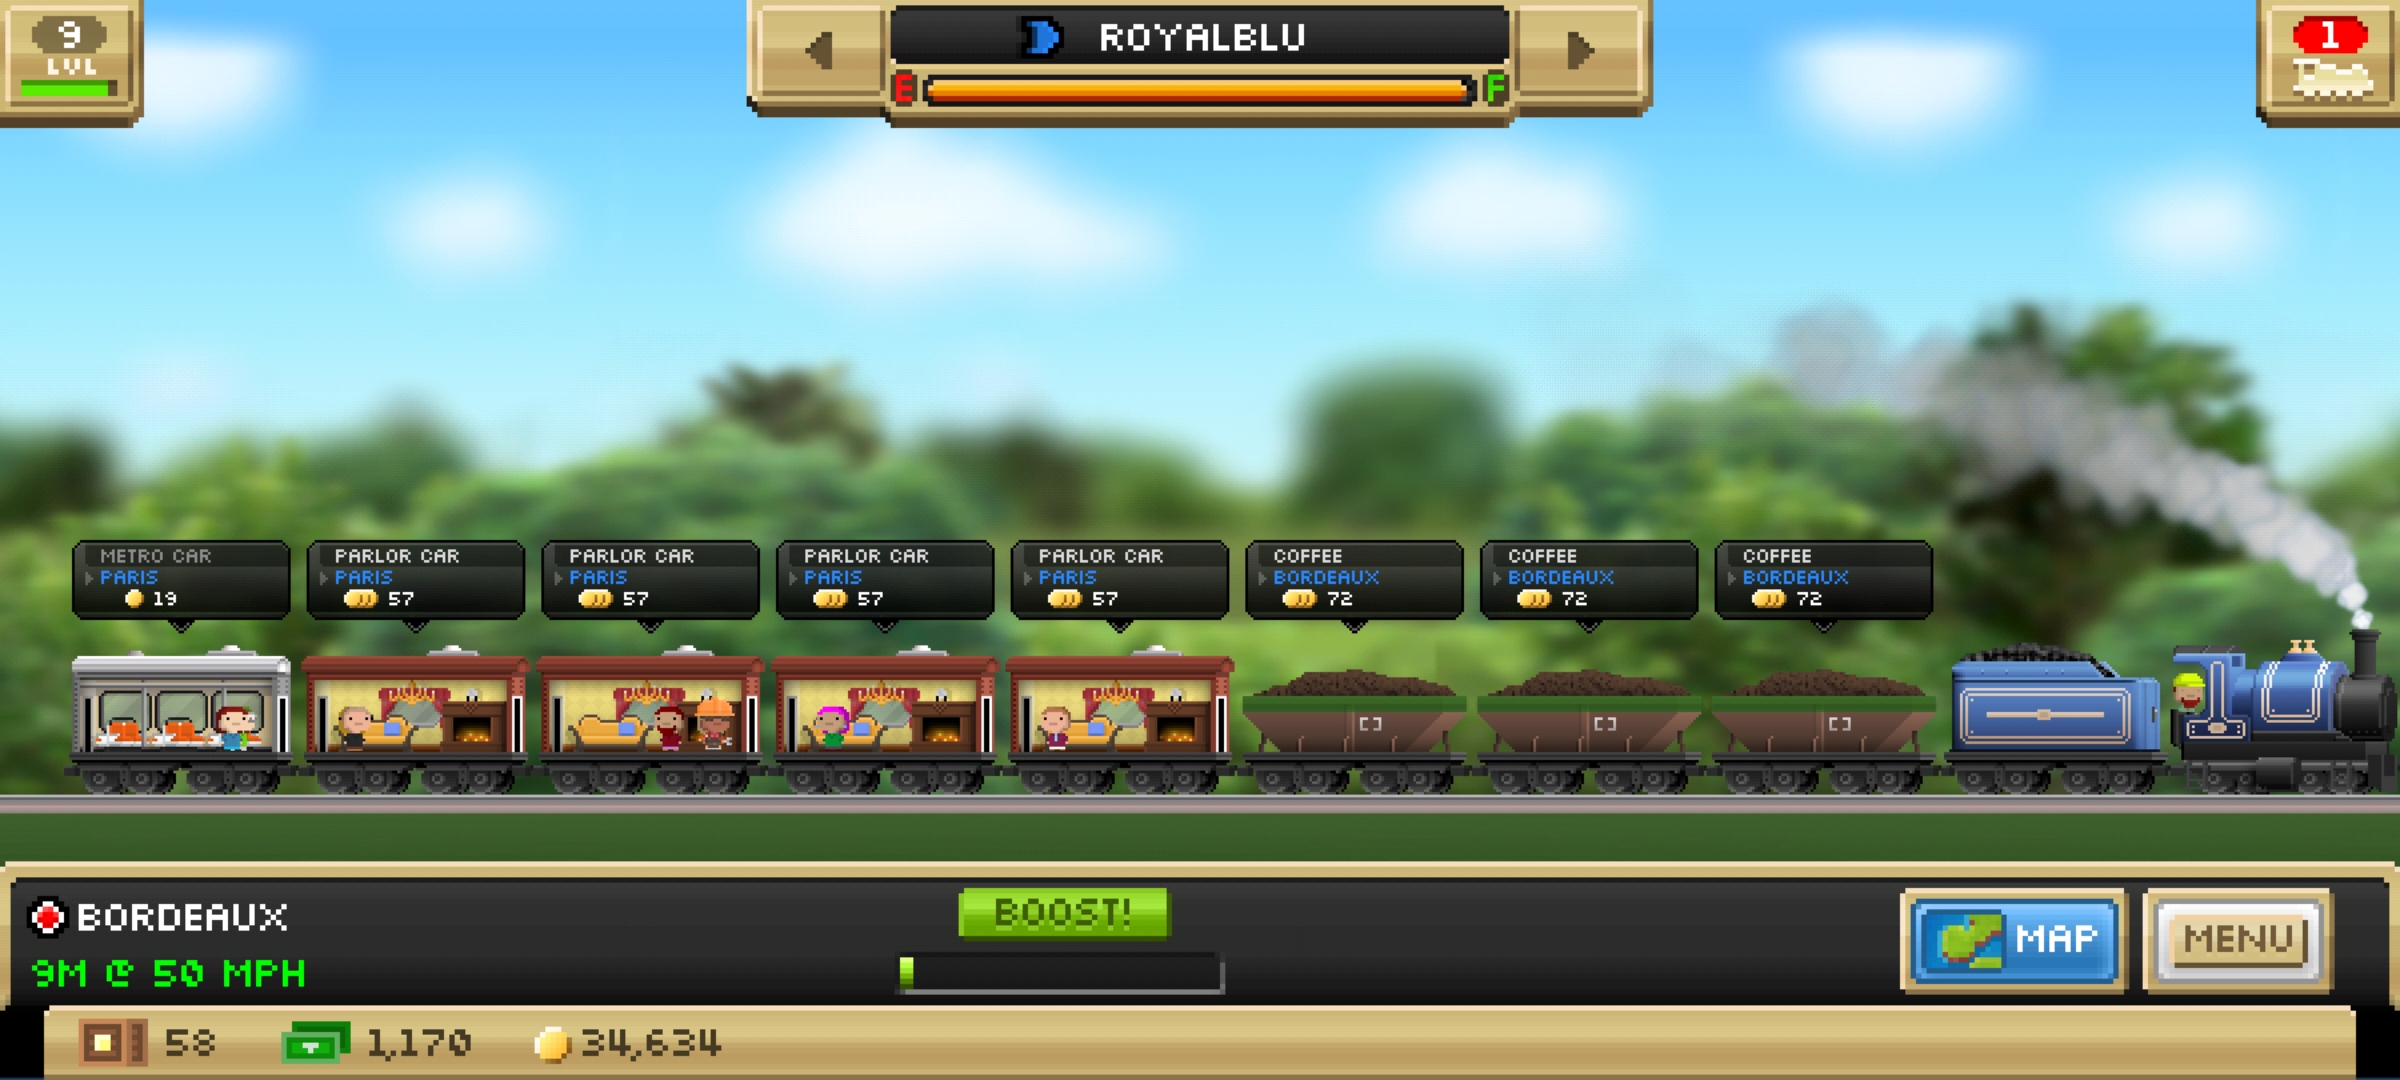 9
LVL
ROYALBLU
E F
1
METRO CAR
PARIS
19
PARLOR CAR
PARIS
57
PARLOR CAR
PARIS
57
PARLOR CAR
PARIS
57
PARLOR CAR
PARIS
57
COFFEE
BORDEAUX
72
COFFEE
BORDEAUX
72
COFFEE
BORDEAUX
72
BORDEAUX
9M @ 50 MPH
BOOST!
MAP
MENU
58 1,170 34,634